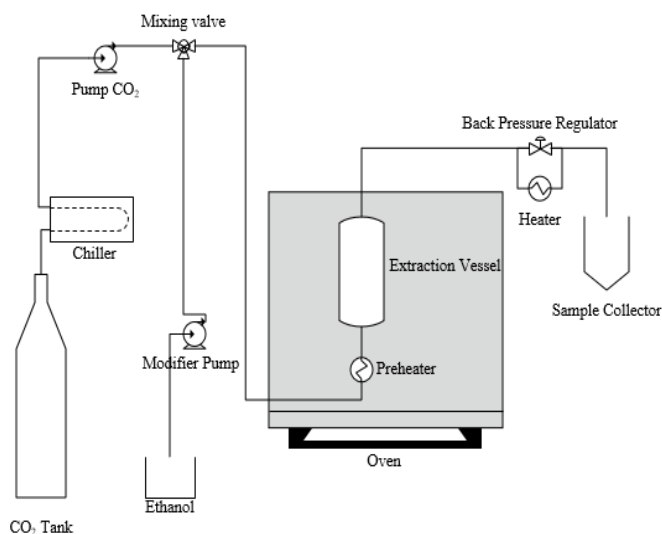 Mixing valve
Pump CO₂
Back Pressure Regulator
Heater
Chiller
Extraction Vessel
Sample Collector
Modifier Pump
Preheater
Oven
Ethanol
CO₂ Tank